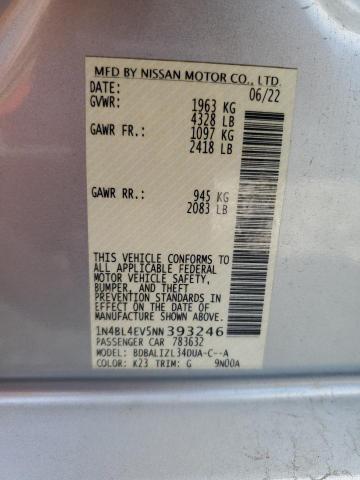 MFD BY NISSAN MOTOR CO., LTD.
DATE: 06/22
GVWR: 1963 KG
4328 LB
GAWR FR.: 1097 KG
2418 LB
GAWR RR.: 945 KG
2083 LB
THIS VEHICLE CONFORMS TO ALL
APPLICABLE FEDERAL
MOTOR VEHICLE SAFETY,
BUMPER, AND THEFT
PREVENTION STANDARDS IN
EFFECT ON THE DATE OF
MANUFACTURE SHOWN
ABOVE.
1N4BL4EV5NN393246
PASSENGER CAR 783632
MODEL: BDBALIZL34DUA-C--A
COLOR: K23 TRIM: G 9N00A